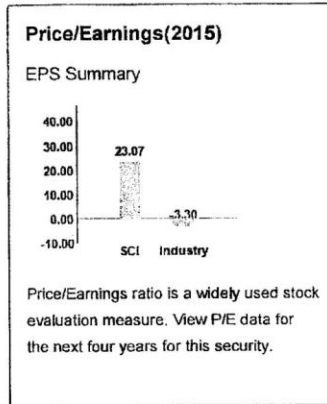 Price/Earnings(2015)
EPS Summary
40.00
30.00
23.07
20.00
10.00
0.00
-3.30
-10.00
SCI Industry
Price/Earnings ratio is a widely used stock
evaluation measure. View P/E data for
the next four years for this security.